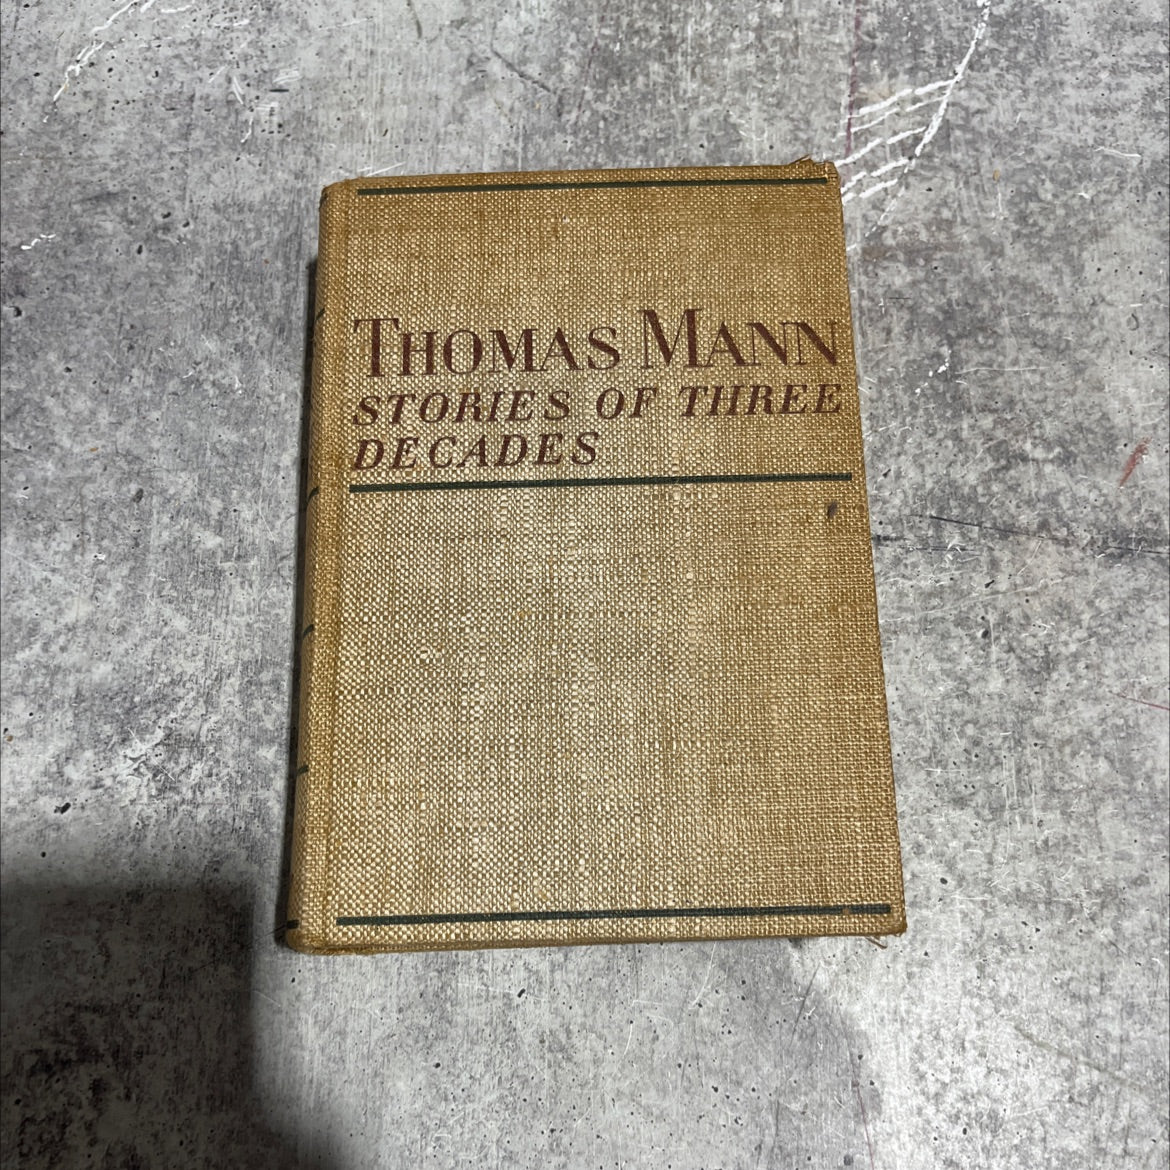 THOMAS MANN
STORIES OF THREE
DECADES